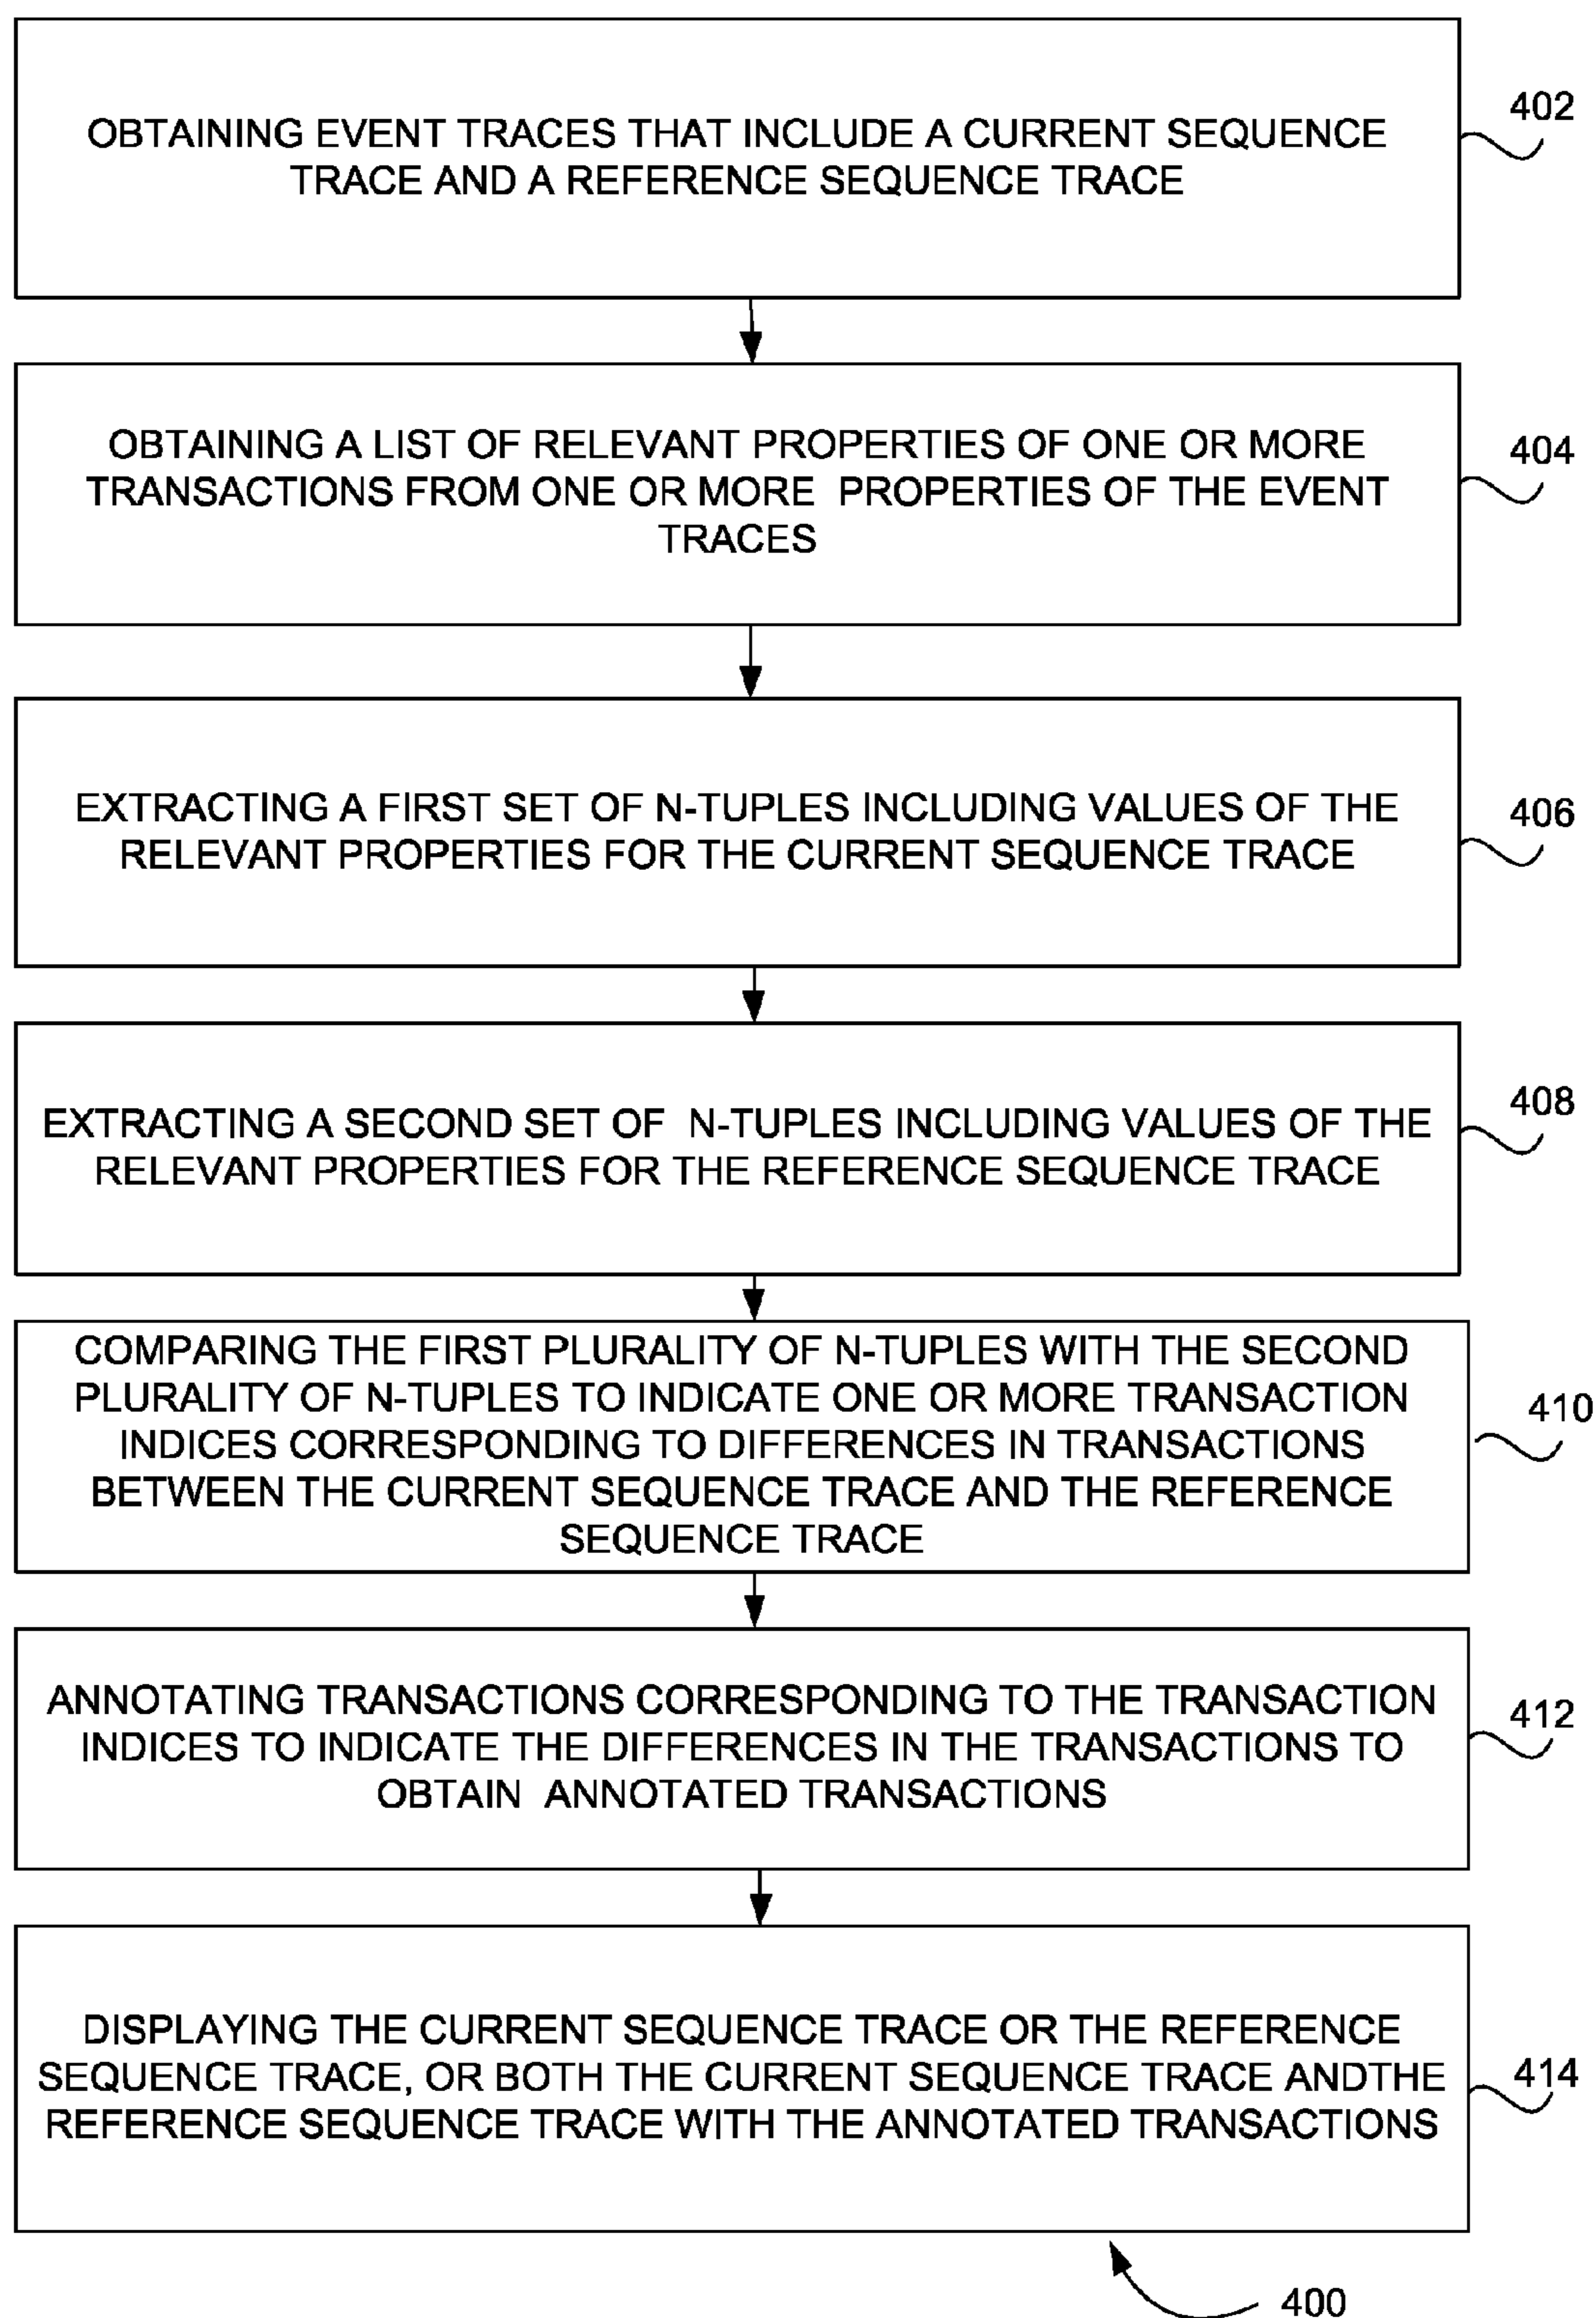 OBTAINING EVENT TRACES THAT INCLUDE A CURRENT SEQUENCE
TRACE AND A REFERENCE SEQUENCE TRACE
402
OBTAINING A LIST OF RELEVANT PROPERTIES OF ONE OR MORE
TRANSACTIONS FROM ONE OR MORE PROPERTIES OF THE EVENT
TRACES
404
EXTRACTING A FIRST SET OF N-TUPLES INCLUDING VALUES OF THE
RELEVANT PROPERTIES FOR THE CURRENT SEQUENCE TRACE
406
EXTRACTING A SECOND SET OF N-TUPLES INCLUDING VALUES OF THE
RELEVANT PROPERTIES FOR THE REFERENCE SEQUENCE TRACE
408
COMPARING THE FIRST PLURALITY OF N-TUPLES WITH THE SECOND
PLURALITY OF N-TUPLES TO INDICATE ONE OR MORE TRANSACTION
INDICES CORRESPONDING TO DIFFERENCES IN TRANSACTIONS
BETWEEN THE CURRENT SEQUENCE TRACE AND THE REFERENCE
SEQUENCE TRACE
410
ANNOTATING TRANSACTIONS CORRESPONDING TO THE TRANSACTION
INDICES TO INDICATE THE DIFFERENCES IN THE TRANSACTIONS TO
OBTAIN ANNOTATED TRANSACTIONS
412
DISPLAYING THE CURRENT SEQUENCE TRACE OR THE REFERENCE
SEQUENCE TRACE, OR BOTH THE CURRENT SEQUENCE TRACE ANDTHE
REFERENCE SEQUENCE TRACE WITH THE ANNOTATED TRANSACTIONS
414
400